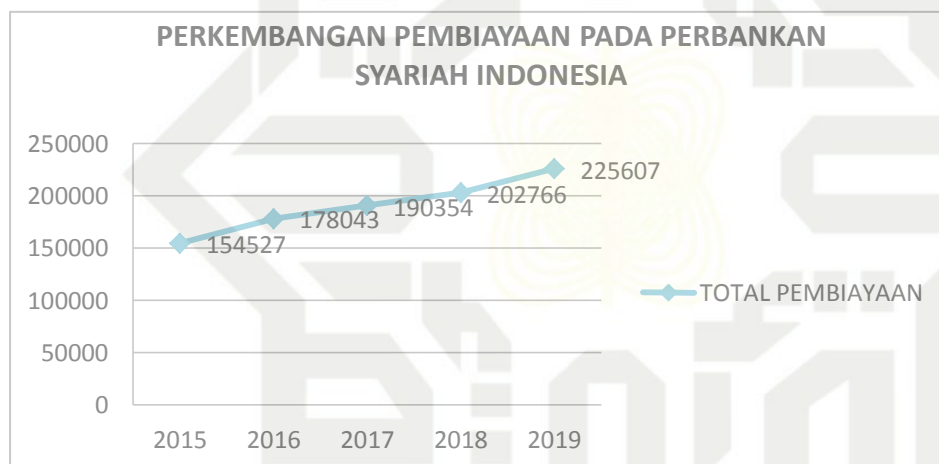 PERKEMBANGAN PEMBIAYAAN PADA PERBANKAN
SYARIAH INDONESIA
250000
200000
150000
100000
50000
0
154527
178043
190354
202766
225607
2015 2016 2017 2018 2019
TOTAL PEMBIAYAAN